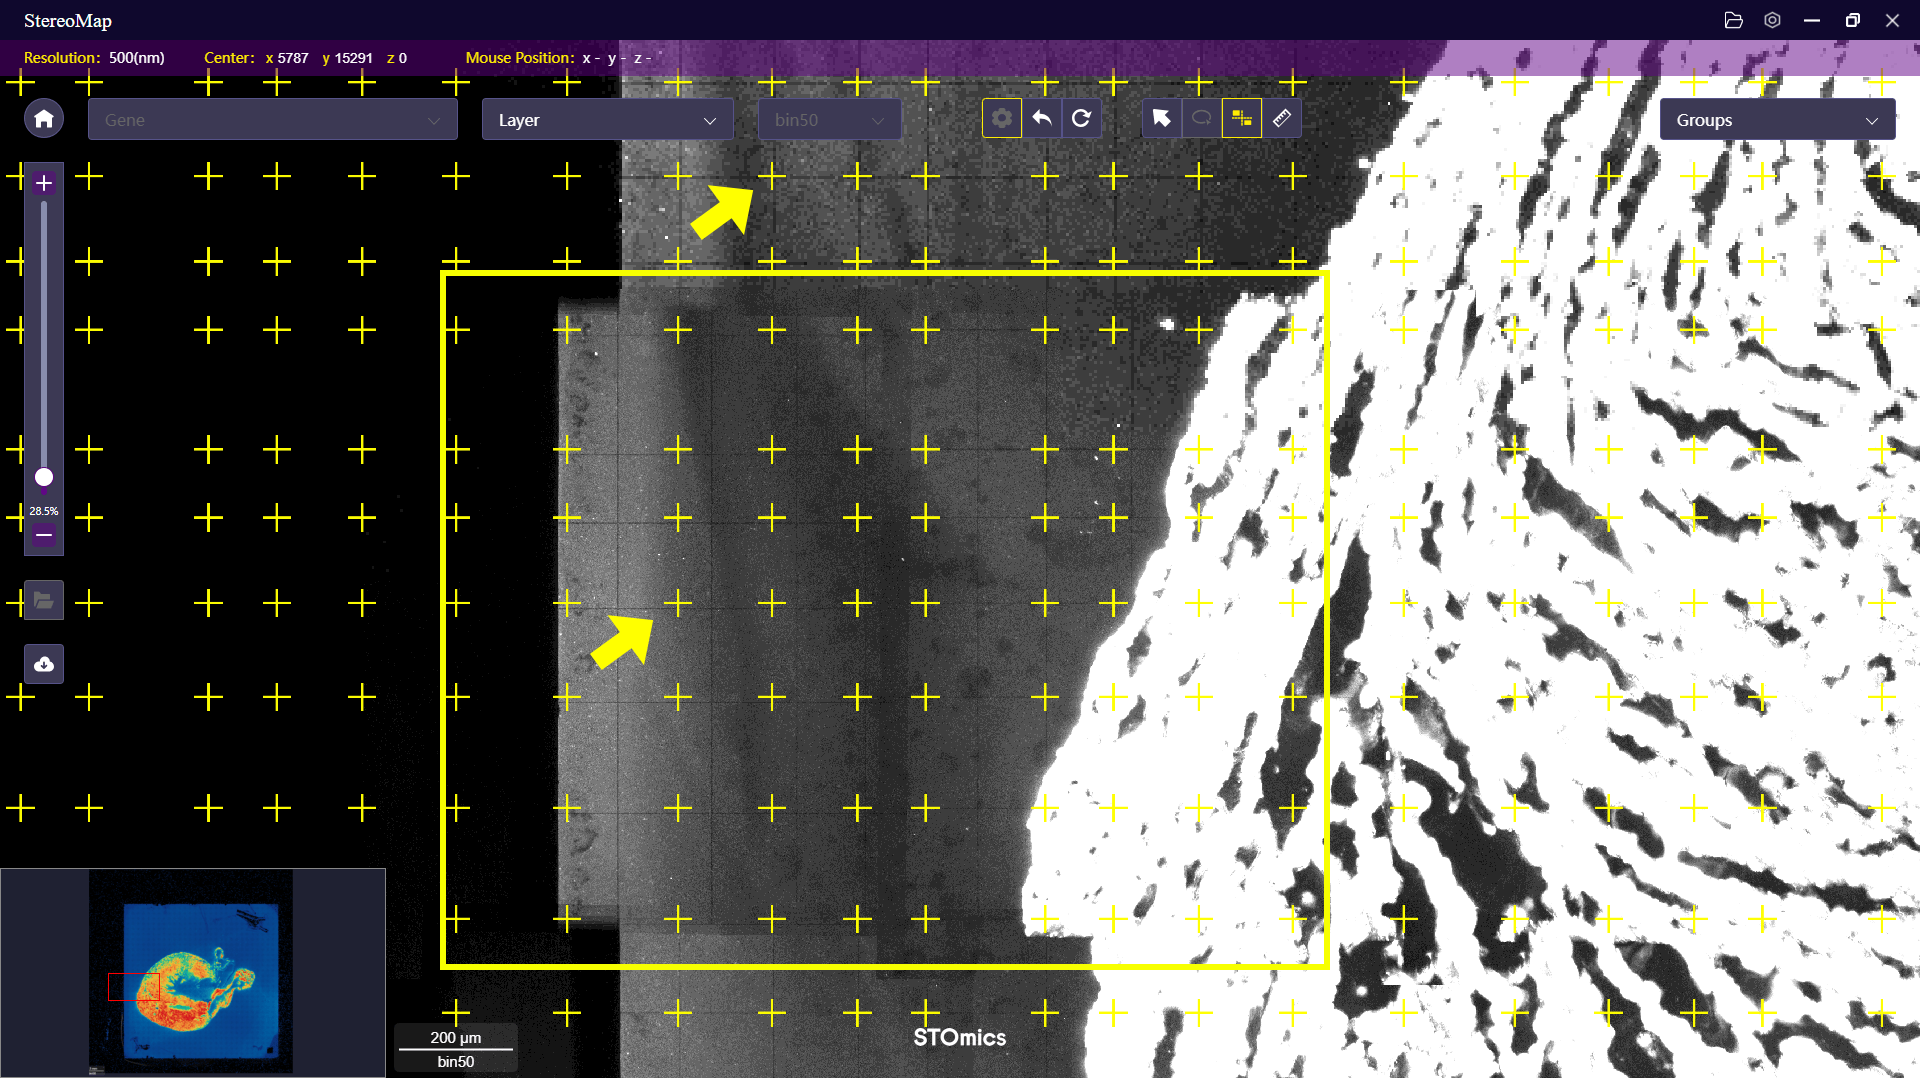 StereoMap
Resolution: 500(nm) Center: x 5787 y 15291 z 0 Mouse Position: x - y - z -
Gene Layer bin50 Groups
28.5%
200 μm
bin50
STOmics